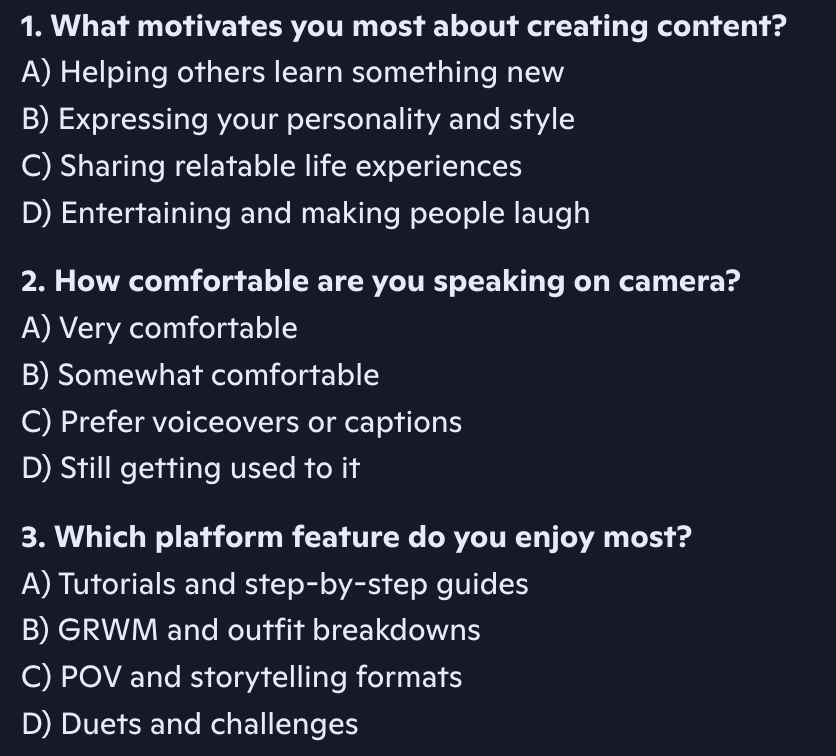 1. What motivates you most about creating content?
A) Helping others learn something new
B) Expressing your personality and style
C) Sharing relatable life experiences
D) Entertaining and making people laugh
2. How comfortable are you speaking on camera?
A) Very comfortable
B) Somewhat comfortable
C) Prefer voiceovers or captions
D) Still getting used to it
3. Which platform feature do you enjoy most?
A) Tutorials and step-by-step guides
B) GRWM and outfit breakdowns
C) POV and storytelling formats
D) Duets and challenges